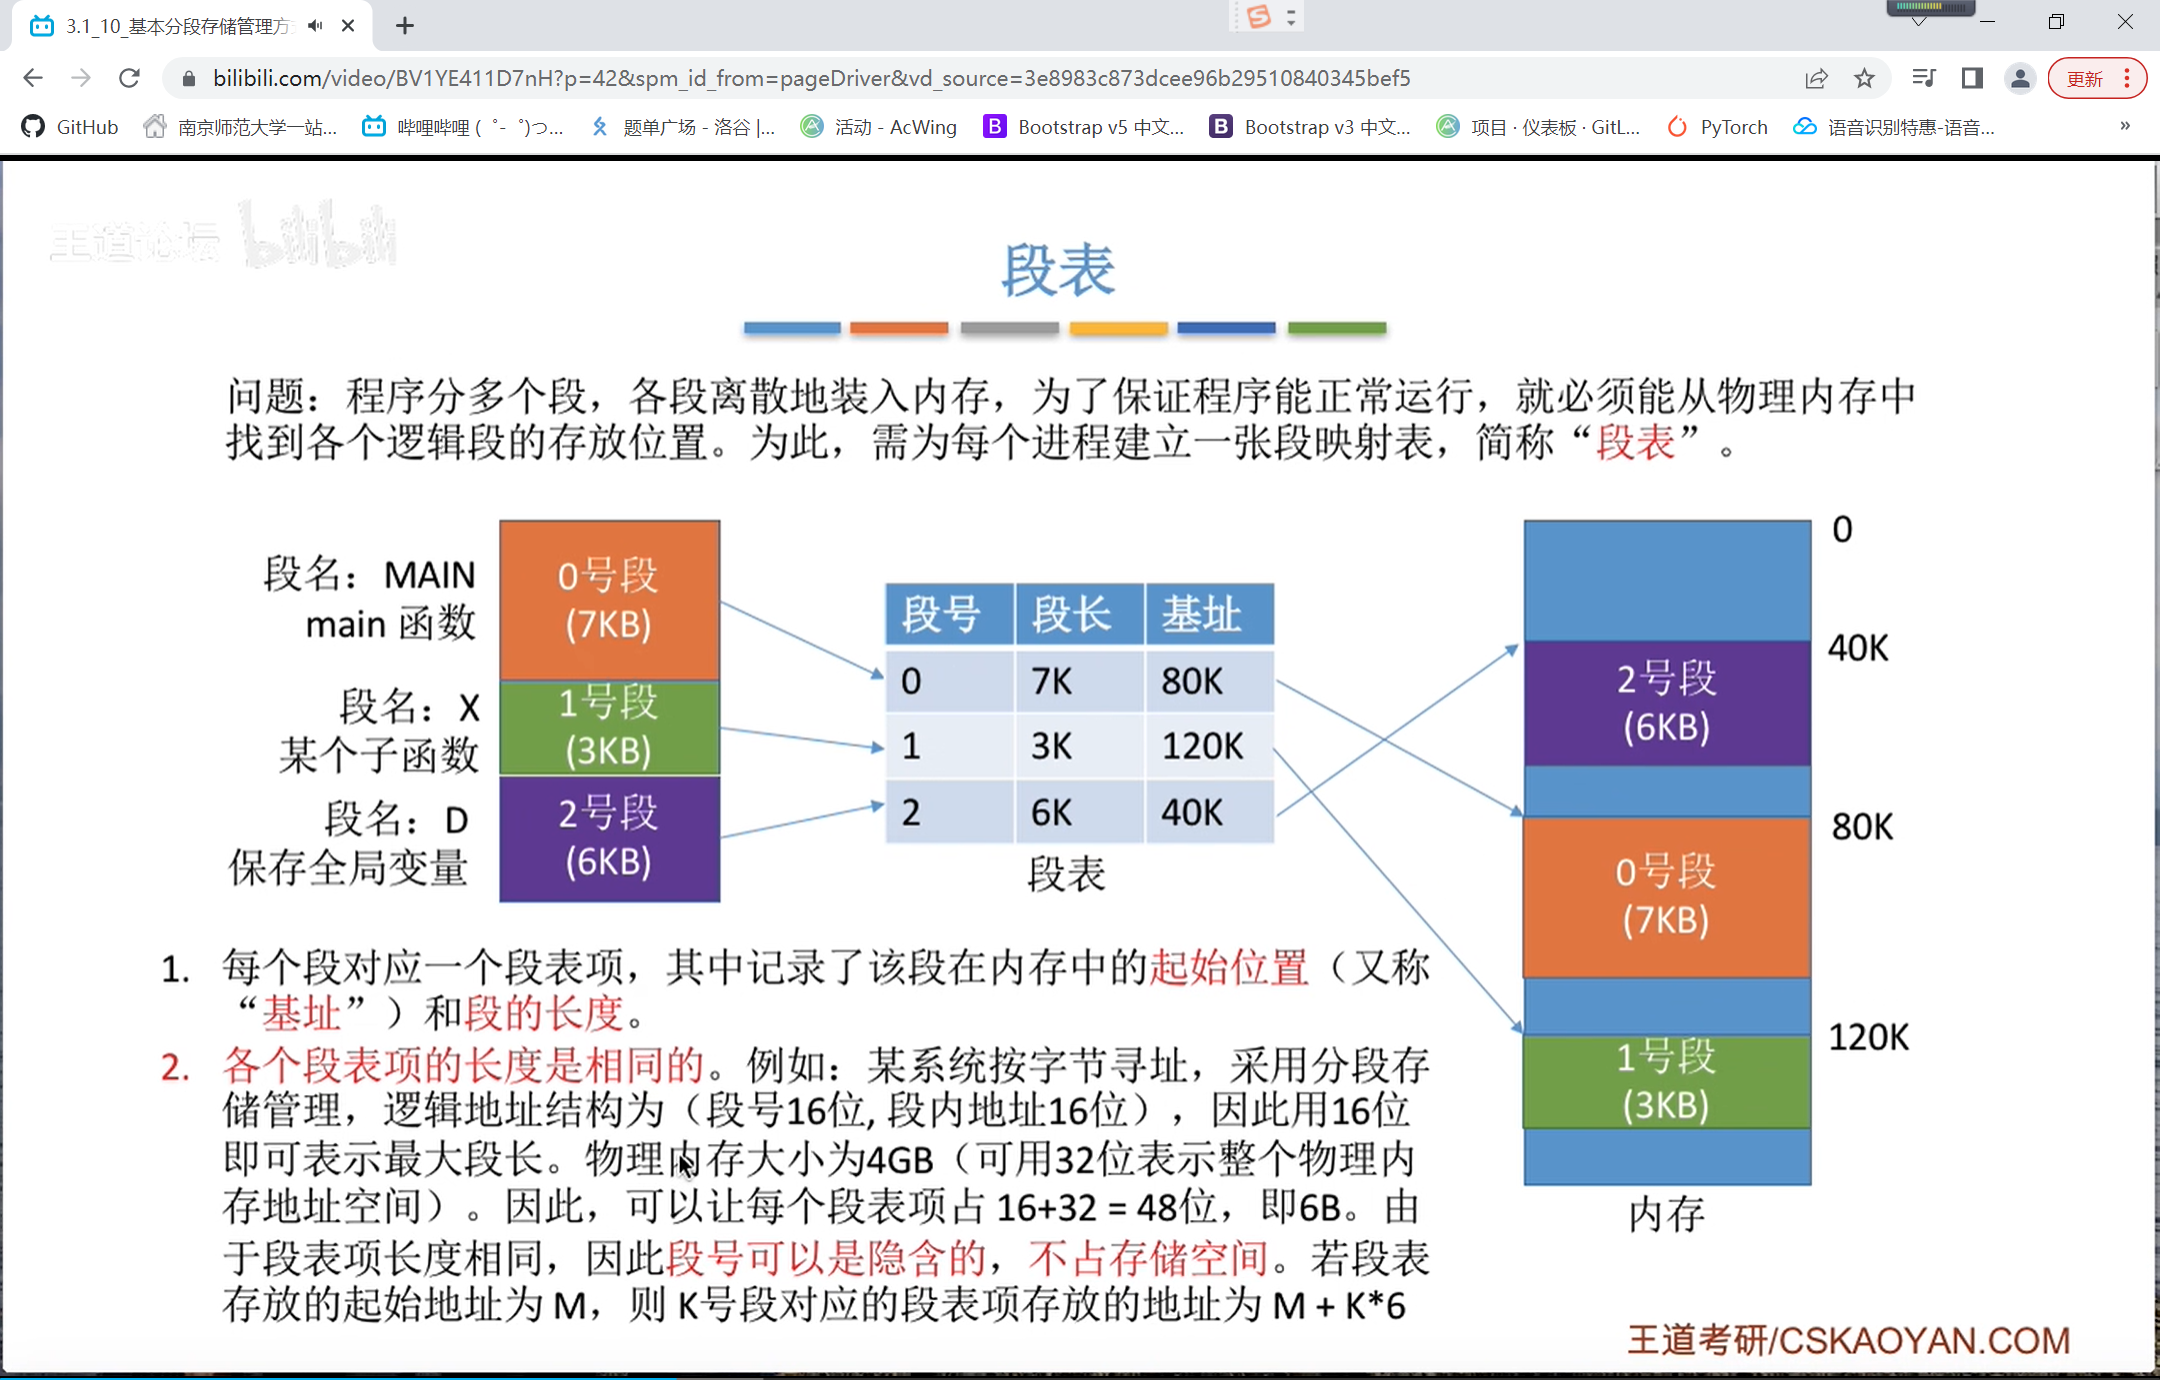 3.1_10_基本分段存储管理方
bilibili.com/video/BV1YE411D7nH?p=42&spm_id_from=pageDriver&vd_source=3e8983c873dcee96b29510840345bef5
更新
GitHub
南京师范大学一站...
哔哩哔哩 (゜-゜)つ...
题单广场 - 洛谷 |...
活动 - AcWing
Bootstrap v5 中文...
Bootstrap v3 中文...
项目 · 仪表板 · GitL...
PyTorch
语音识别特惠-语音...
»
王道论坛 bilibili
段表
问题：程序分多个段，各段离散地装入内存，为了保证程序能正常运行，就必须能从物理内存中
找到各个逻辑段的存放位置。为此，需为每个进程建立一张段映射表，简称“段表”。
段名：MAIN
main 函数
0号段
(7KB)
段名：X
某个子函数
1号段
(3KB)
段名：D
保存全局变量
2号段
(6KB)
段号 段长 基址
0 7K 80K
1 3K 120K
2 6K 40K
段表
0
40K
2号段
(6KB)
80K
0号段
(7KB)
120K
1号段
(3KB)
内存
1. 每个段对应一个段表项，其中记录了该段在内存中的起始位置（又称
“基址”）和段的长度。
2. 各个段表项的长度是相同的。例如：某系统按字节寻址，采用分段存
储管理，逻辑地址结构为（段号16位, 段内地址16位），因此用16位
即可表示最大段长。物理内存大小为4GB（可用32位表示整个物理内
存地址空间）。因此，可以让每个段表项占 16+32 = 48位，即6B。由
于段表项长度相同，因此段号可以是隐含的，不占存储空间。若段表
存放的起始地址为 M，则 K号段对应的段表项存放的地址为 M + K*6
王道考研/CSKAOYAN.COM